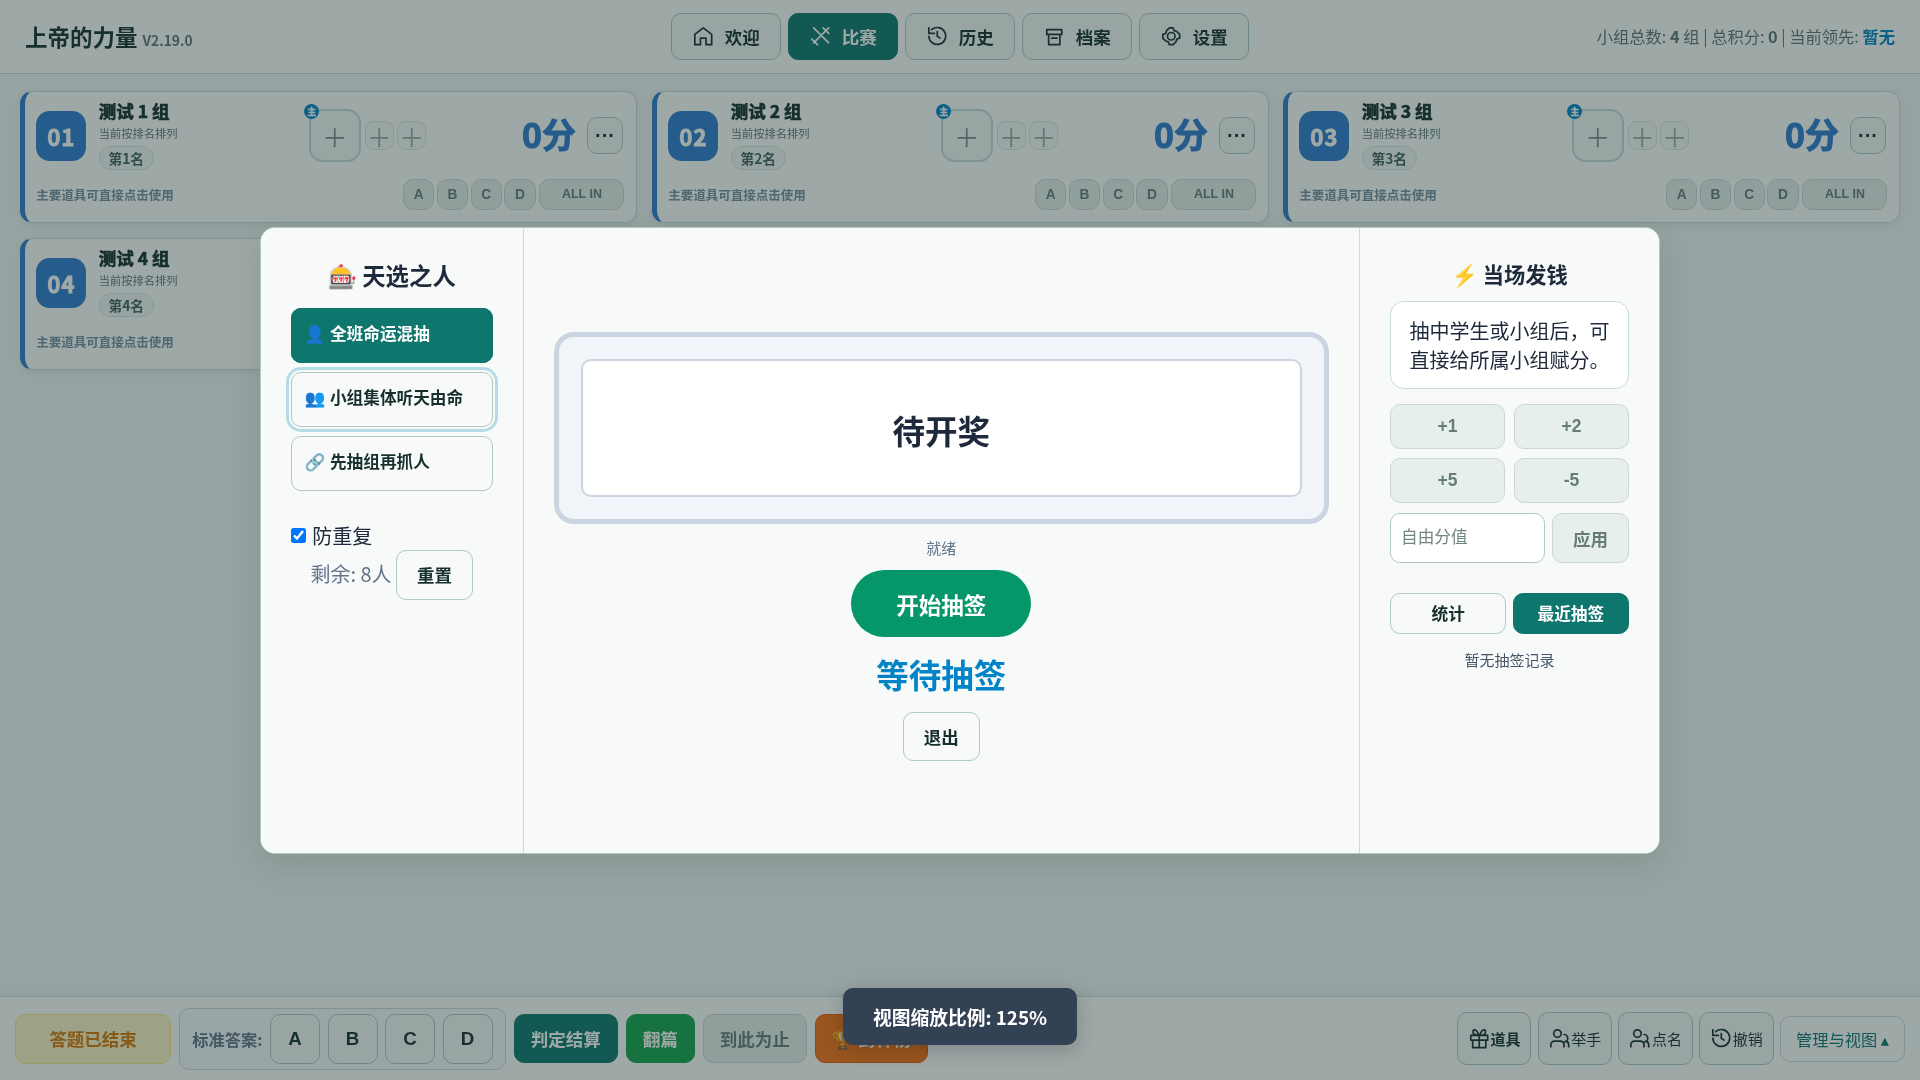 上帝的力量 V2.19.0
欢迎
比赛
历史
档案
设置
小组总数: 4 组 | 总积分: 0 | 当前领先: 暂无
01
测试 1 组
当前按排名排列
第1名
主
0分
...
主要道具可直接点击使用
A B C D ALL IN
02
测试 2 组
当前按排名排列
第2名
主
0分
...
主要道具可直接点击使用
A B C D ALL IN
03
测试 3 组
当前按排名排列
第3名
主
0分
...
主要道具可直接点击使用
A B C D ALL IN
04
测试 4 组
当前按排名排列
第4名
主要道具可直接点击使用
天选之人
全班命运混抽
小组集体听天由命
先抽组再抓人
防重复
剩余: 8人 重置
待开奖
就绪
开始抽签
等待抽签
退出
当场发钱
抽中学生或小组后，可
直接给所属小组赋分。
+1 +2
+5 -5
自由分值 应用
统计 最近抽签
暂无抽签记录
视图缩放比例: 125%
答题已结束
标准答案: A B C D
判定结算
翻篇
到此为止
道具
举手
点名
撤销
管理与视图 ▴